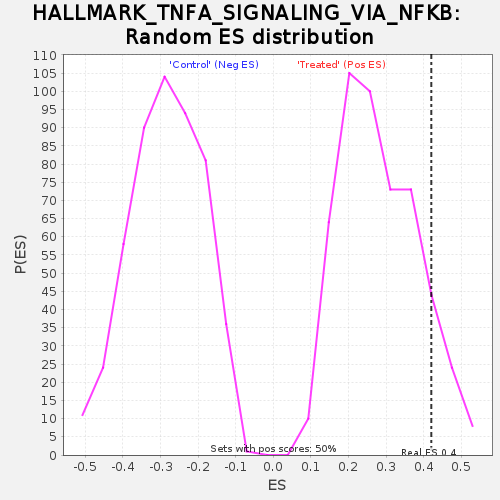 HALLMARK_TNFA_SIGNALING_VIA_NFKB:
Random ES distribution
'Control' (Neg ES) 'Treated' (Pos ES)
110
105
100
95
90
85
80
75
70
65
60
55
50
45
40
35
30
25
20
15
10
5
0
P(ES)
Sets with pos scores: 50%
Real ES 0.4
-0.5 -0.4 -0.3 -0.2 -0.1 0.0 0.1 0.2 0.3 0.4 0.5
ES